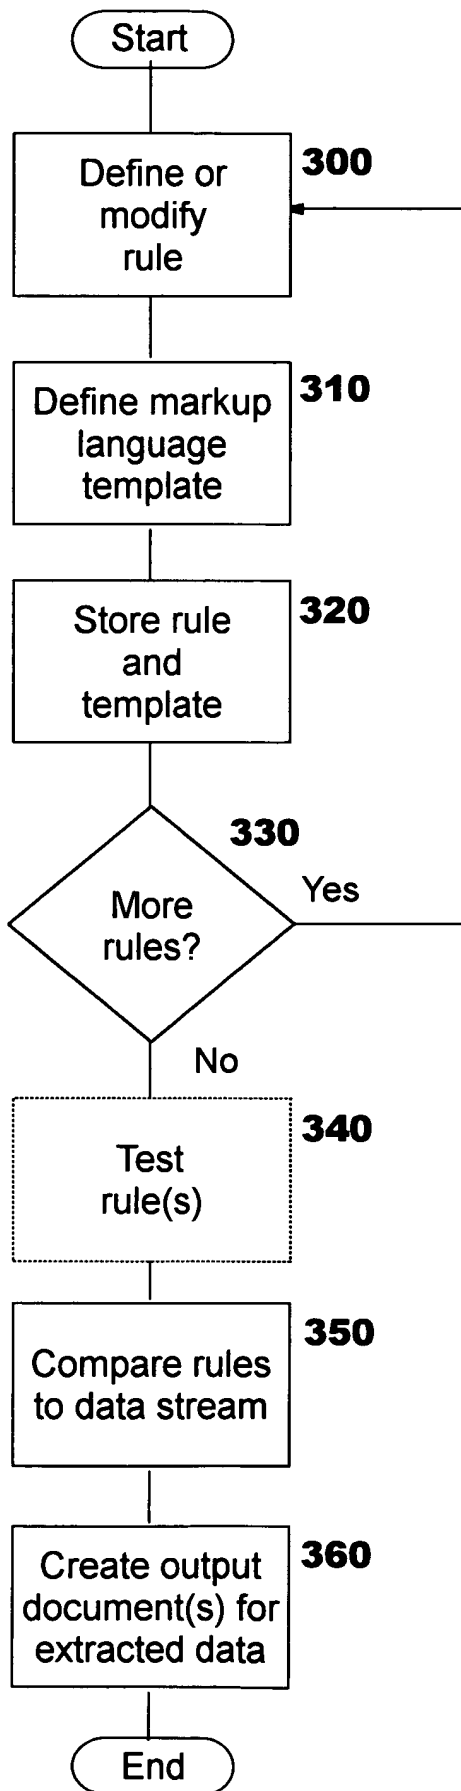 Start
300
Define or
modify
rule
310
Define markup
language
template
320
Store rule
and
template
330
More
rules?
Yes
No
340
Test
rule(s)
350
Compare rules
to data stream
360
Create output
document(s) for
extracted data
End